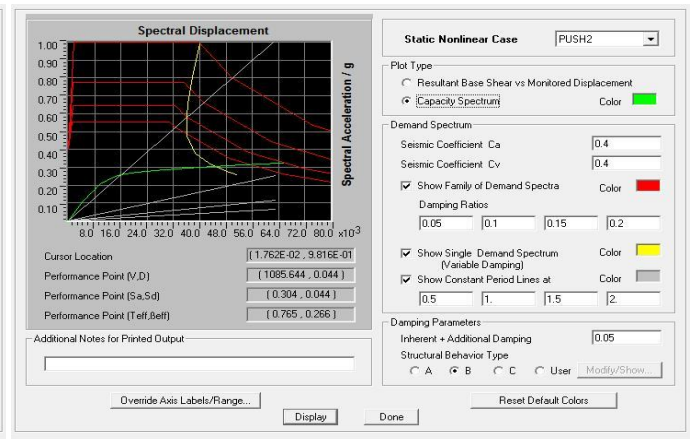 Spectral Displacement
1.00
0.90
0.80
0.70
0.60
0.50
0.40
0.30
0.20
0.10
Spectral Acceleration / g
8.0 16.0 24.0 32.0 40.0 48.0 56.0 64.0 72.0 80.0 x10³
Cursor Location (1.762E-02 , 9.816E-01
Performance Point (V,D) (1085.644 , 0.044 )
Performance Point (Sa,Sd) ( 0.304 , 0.044 )
Performance Point (Teff,ßeff) ( 0.765 , 0.266 )
Additional Notes for Printed Output
Override Axis Labels/Range...
Static Nonlinear Case PUSH2
Plot Type
Resultant Base Shear vs Monitored Displacement
Capacity Spectrum Color
Demand Spectrum
Seismic Coefficient Ca 0.4
Seismic Coefficient Cv 0.4
Show Family of Demand Spectra Color
Damping Ratios
0.05 0.1 0.15 0.2
Show Single Demand Spectrum Color
(Variable Damping)
Show Constant Period Lines at Color
0.5 1. 1.5 2.
Damping Parameters
Inherent + Additional Damping 0.05
Structural Behavior Type
A B C User Modify/Show...
Reset Default Colors
Display Done